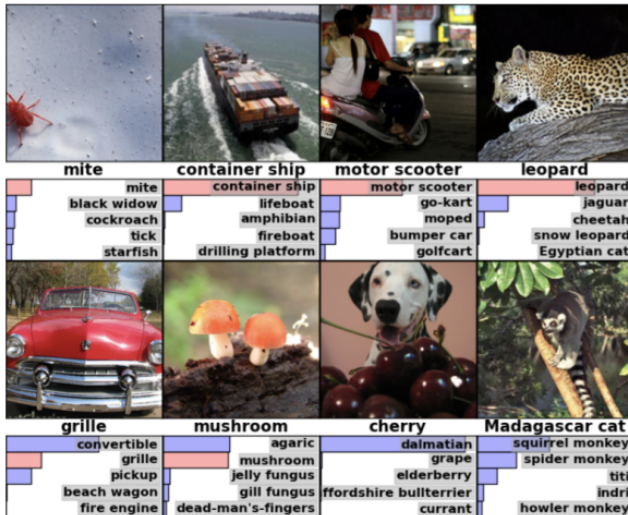 mite container ship motor scooter leopard
mite container ship motor scooter leopard
black widow lifeboat go-kart jaguar
cockroach amphibian moped cheetah
tick fireboat bumper car snow leopard
starfish drilling platform golfcart Egyptian cat
grille mushroom cherry Madagascar cat
convertible agaric dalmatian squirrel monkey
grille mushroom grape spider monkey
pickup jelly fungus elderberry titi
beach wagon gill fungus ffordshire bullterrier indri
fire engine dead-man's-fingers currant howler monkey